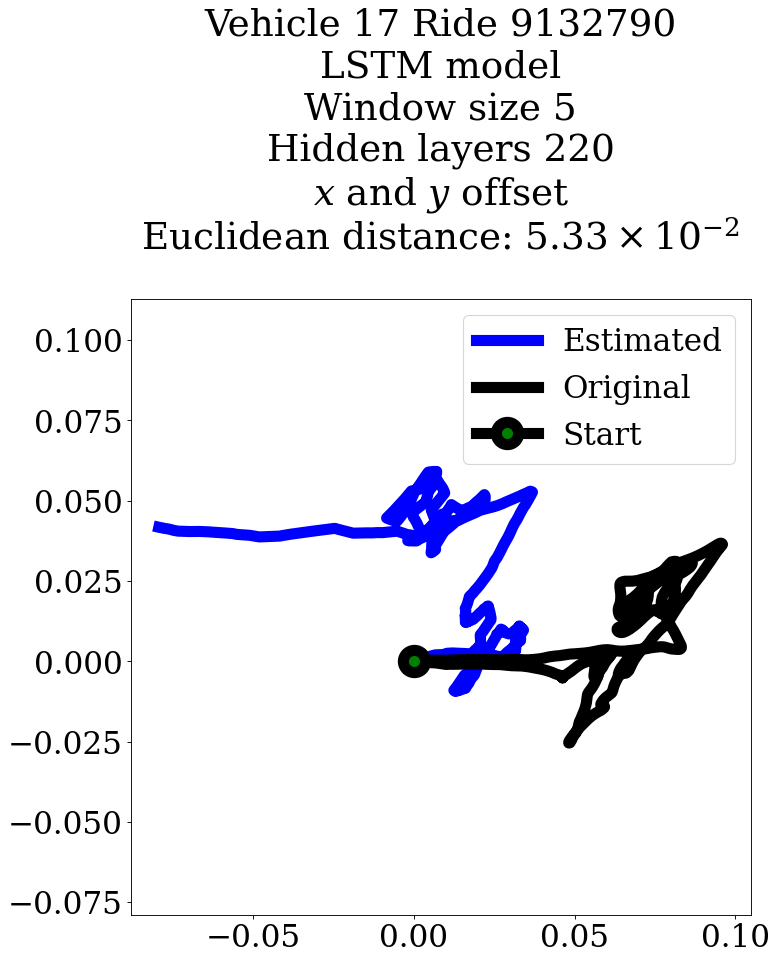 Vehicle 17 Ride 9132790
LSTM model
Window size 5
Hidden layers 220
x and y offset
Euclidean distance: 5.33 × 10⁻²
Estimated
Original
Start
0.100
0.075
0.050
0.025
0.000
−0.025
−0.050
−0.075
−0.05 0.00 0.05 0.10